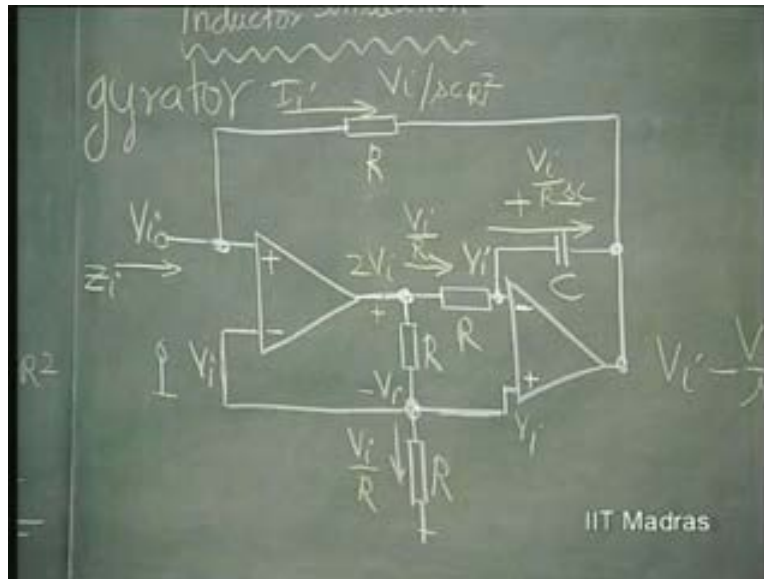 Inductor
gyrator Ii Vi/sCR²
R
Vi
Zi
+
-
2Vi
+
Vi/R
Vi
R
+ Vi/RsC
C
R
Vi
Vi
-
+
Vi -
R²
Vi/R
R
IIT Madras